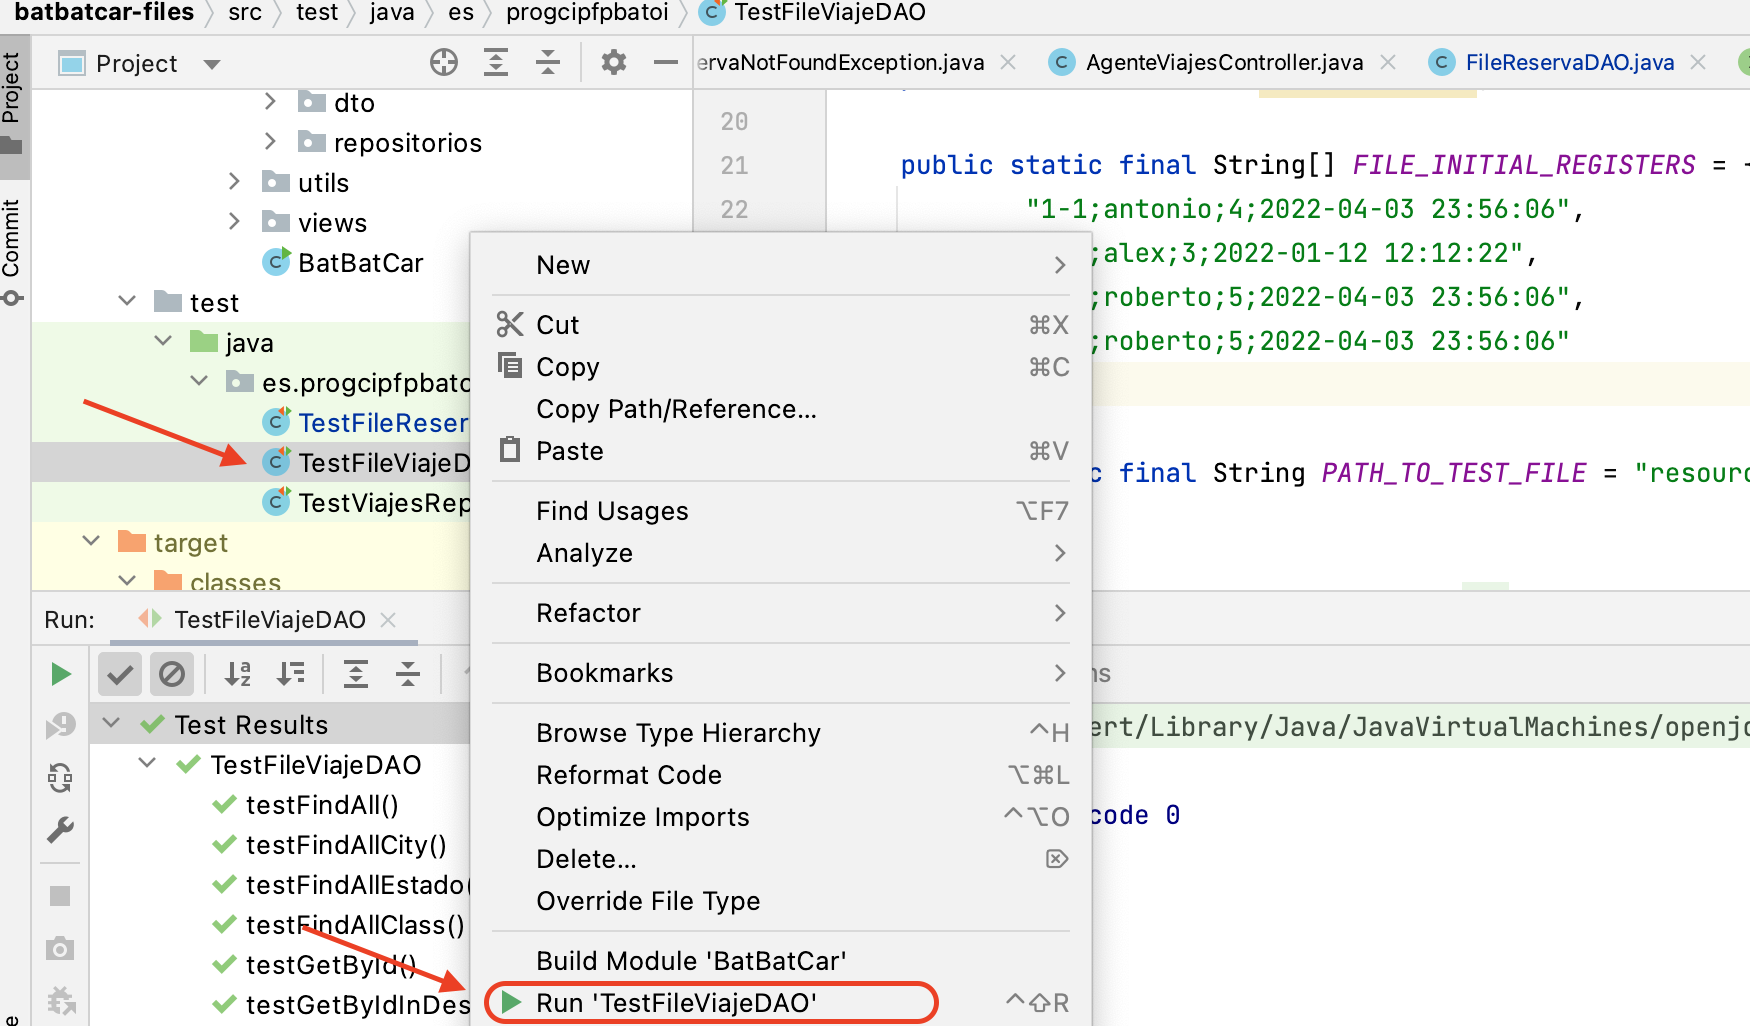 batbatcar-files src test java es progcipfpbatoi TestFileViajeDAO
Project
Commit
Project
ervaNotFoundException.java
AgenteViajesController.java
FileReservaDAO.java
dto
repositorios
utils
views
BatBatCar
test
java
es.progcipfpbato
TestFileReser
TestFileViajeD
TestViajesRep
target
classes
20
21 public static final String[] FILE_INITIAL_REGISTERS =
22 "1-1;antonio;4;2022-04-03 23:56:06",
;alex;3;2022-01-12 12:12:22",
;roberto;5;2022-04-03 23:56:06",
;roberto;5;2022-04-03 23:56:06"
c final String PATH_TO_TEST_FILE = "resourc
New
Cut ⌘X
Copy ⌘C
Copy Path/Reference...
Paste ⌘V
Find Usages ⌥F7
Analyze
Refactor
Bookmarks
Browse Type Hierarchy ^H
Reformat Code ⌥⌘L
Optimize Imports ^⌥O
Delete... ⌦
Override File Type
Build Module 'BatBatCar'
Run 'TestFileViajeDAO' ^⇧R
Run: TestFileViajeDAO
Test Results
TestFileViajeDAO
testFindAll()
testFindAllCity()
testFindAllEstado(
testFindAllClass()
testGetById()
testGetByIdInDes
ms
ert/Library/Java/JavaVirtualMachines/openjd
code 0